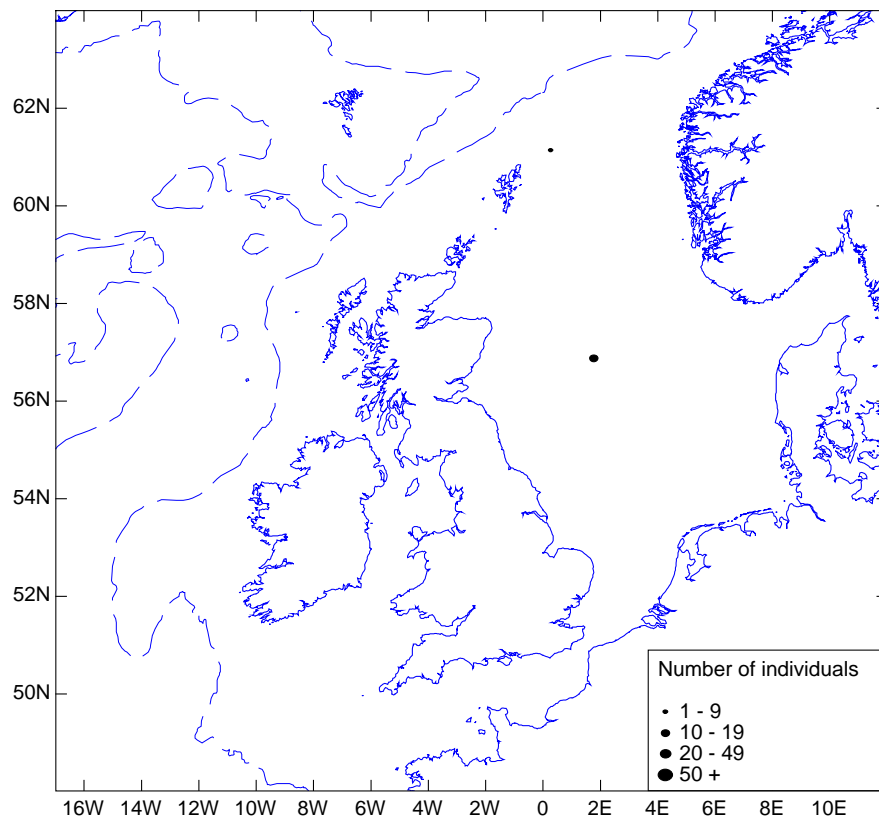 62N
60N
58N
56N
54N
52N
50N
Number of individuals
1 - 9
10 - 19
20 - 49
50 +
16W 14W 12W 10W 8W 6W 4W 2W 0 2E 4E 6E 8E 10E